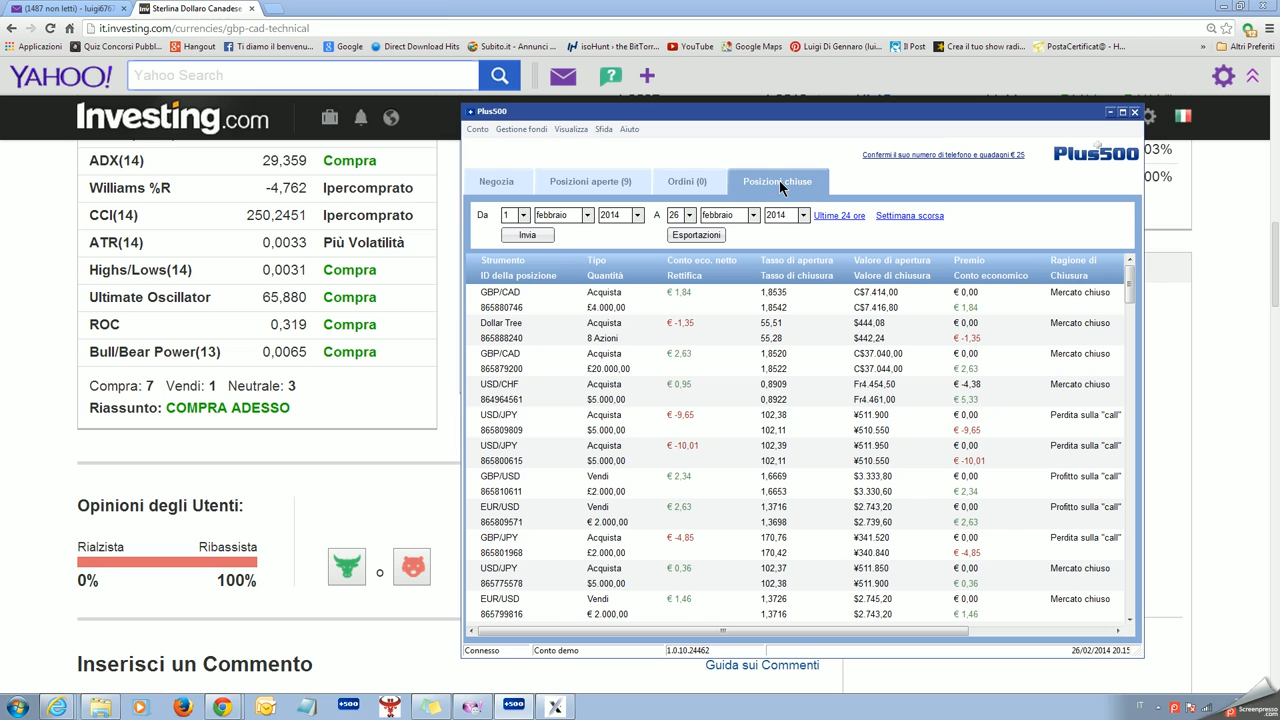 (1487 non letti) - luigi6767
Sterlina Dollaro Canadese
it.investing.com/currencies/gbp-cad-technical
Applicazioni Quiz Concorsi Pubbl... Hangout Ti diamo il benvenu... Google Direct Download Hits Subito.it - Annunci ... isoHunt › the BitTorr... YouTube Google Maps Luigi Di Gennaro (lui... Il Post Crea il tuo show radi... PostaCertificat@ - H... » Altri Preferiti
YAHOO! Yahoo Search
Investing.com
ADX(14) 29,359 Compra
Williams %R -4,762 Ipercomprato
CCI(14) 250,2451 Ipercomprato
ATR(14) 0,0033 Più Volatilità
Highs/Lows(14) 0,0031 Compra
Ultimate Oscillator 65,880 Compra
ROC 0,319 Compra
Bull/Bear Power(13) 0,0065 Compra
Compra: 7 Vendi: 1 Neutrale: 3
Riassunto: COMPRA ADESSO
Opinioni degli Utenti:
Rialzista Ribassista
0% 100%
o
Inserisci un Commento
Guida sui Commenti
03%
00%
Plus500
Conto Gestione fondi Visualizza Sfida Aiuto
Confermi il suo numero di telefono e guadagni € 25
Plus500
Negozia Posizioni aperte (9) Ordini (0) Posizioni chiuse
Da 1 febbraio 2014 A 26 febbraio 2014 Ultime 24 ore Settimana scorsa
Invia Esportazioni
Strumento Tipo Conto eco. netto Tasso di apertura Valore di apertura Premio Ragione di
ID della posizione Quantità Rettifica Tasso di chiusura Valore di chiusura Conto economico Chiusura
GBP/CAD Acquista € 1,84 1,8535 C$7.414,00 € 0,00 Mercato chiuso
865880746 £4.000,00 1,8542 C$7.416,80 € 1,84
Dollar Tree Acquista € -1,35 55,51 $444,08 € 0,00 Mercato chiuso
865888240 8 Azioni 55,28 $442,24 € -1,35
GBP/CAD Acquista € 2,63 1,8520 C$37.040,00 € 0,00 Mercato chiuso
865879200 £20.000,00 1,8522 C$37.044,00 € 2,63
USD/CHF Acquista € 0,95 0,8909 Fr4.454,50 € -4,38 Mercato chiuso
864964561 $5.000,00 0,8922 Fr4.461,00 € 5,33
USD/JPY Acquista € -9,65 102,38 ¥511.900 € 0,00 Perdita sulla "call"
865809809 $5.000,00 102,11 ¥510.550 € -9,65
USD/JPY Acquista € -10,01 102,39 ¥511.950 € 0,00 Perdita sulla "call"
865800615 $5.000,00 102,11 ¥510.550 € -10,01
GBP/USD Vendi € 2,34 1,6669 $3.333,80 € 0,00 Profitto sulla "call"
865810611 £2.000,00 1,6653 $3.330,60 € 2,34
EUR/USD Vendi € 2,63 1,3716 $2.743,20 € 0,00 Profitto sulla "call"
865809571 € 2.000,00 1,3698 $2.739,60 € 2,63
GBP/JPY Acquista € -4,85 170,76 ¥341.520 € 0,00 Perdita sulla "call"
865801968 £2.000,00 170,42 ¥340.840 € -4,85
USD/JPY Acquista € 0,36 102,37 ¥511.850 € 0,00 Mercato chiuso
865775578 $5.000,00 102,38 ¥511.900 € 0,36
EUR/USD Vendi € 1,46 1,3726 $2.745,20 € 0,00 Mercato chiuso
865799816 € 2.000,00 1,3716 $2.743,20 € 1,46
Connesso Conto demo 1.0.10.24462 26/02/2014 20.15
+500 +500 IT
Screenpresso.com